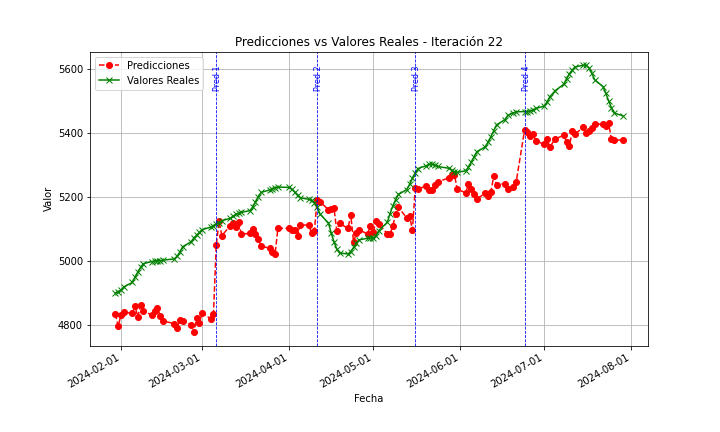 Predicciones vs Valores Reales - Iteración 22
Predicciones
Valores Reales
Pred 1
Pred 2
Pred 3
Pred 4
Valor
5600
5400
5200
5000
4800
2024-02-01
2024-03-01
2024-04-01
2024-05-01
2024-06-01
2024-07-01
2024-08-01
Fecha